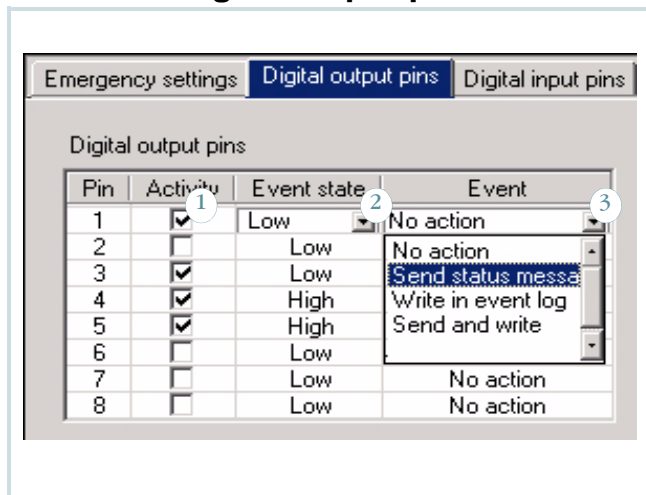 Emergency settings Digital output pins Digital input pins
Digital output pins
Pin Activity Event state Event
1 1 Low 2 No action 3
2 Low No action
3 Low Send status messa
4 High Write in event log
5 High Send and write
6 Low
7 Low No action
8 Low No action